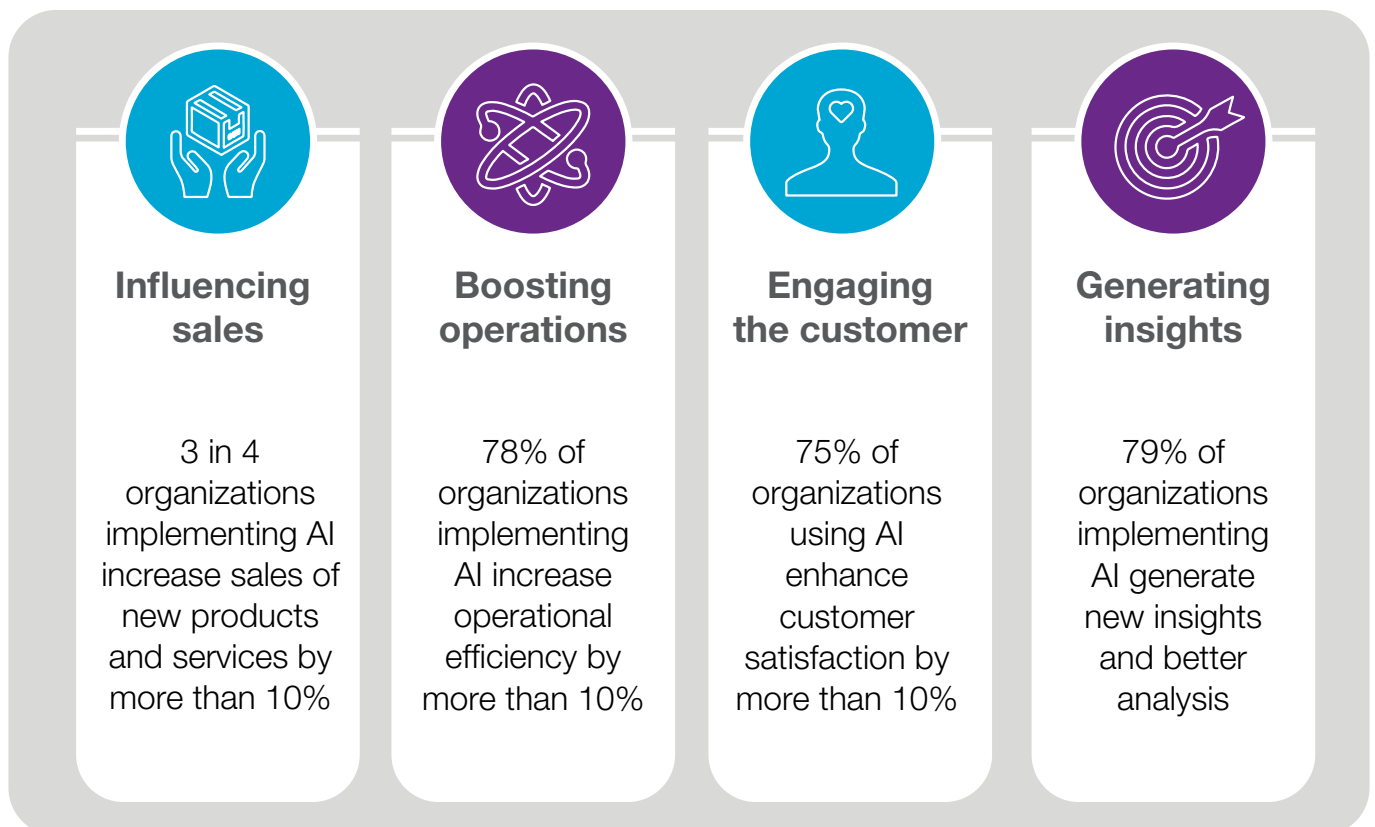 Influencing
sales
3 in 4
organizations
implementing AI
increase sales of
new products
and services by
more than 10%
Boosting
operations
78% of
organizations
implementing
AI increase
operational
efficiency by
more than 10%
Engaging
the customer
75% of
organizations
using AI
enhance
customer
satisfaction by
more than 10%
Generating
insights
79% of
organizations
implementing
AI generate
new insights
and better
analysis